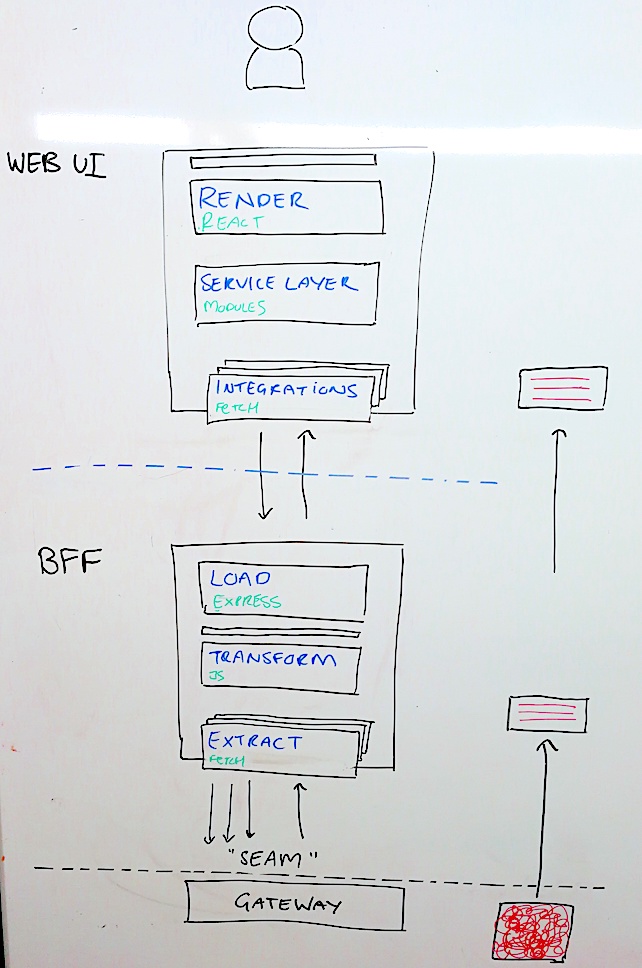 WEB UI
RENDER
REACT
SERVICE LAYER
MODULES
INTEGRATIONS
FETCH
BFF
LOAD
EXPRESS
TRANSFORM
JS
EXTRACT
FETCH
"SEAM"
GATEWAY